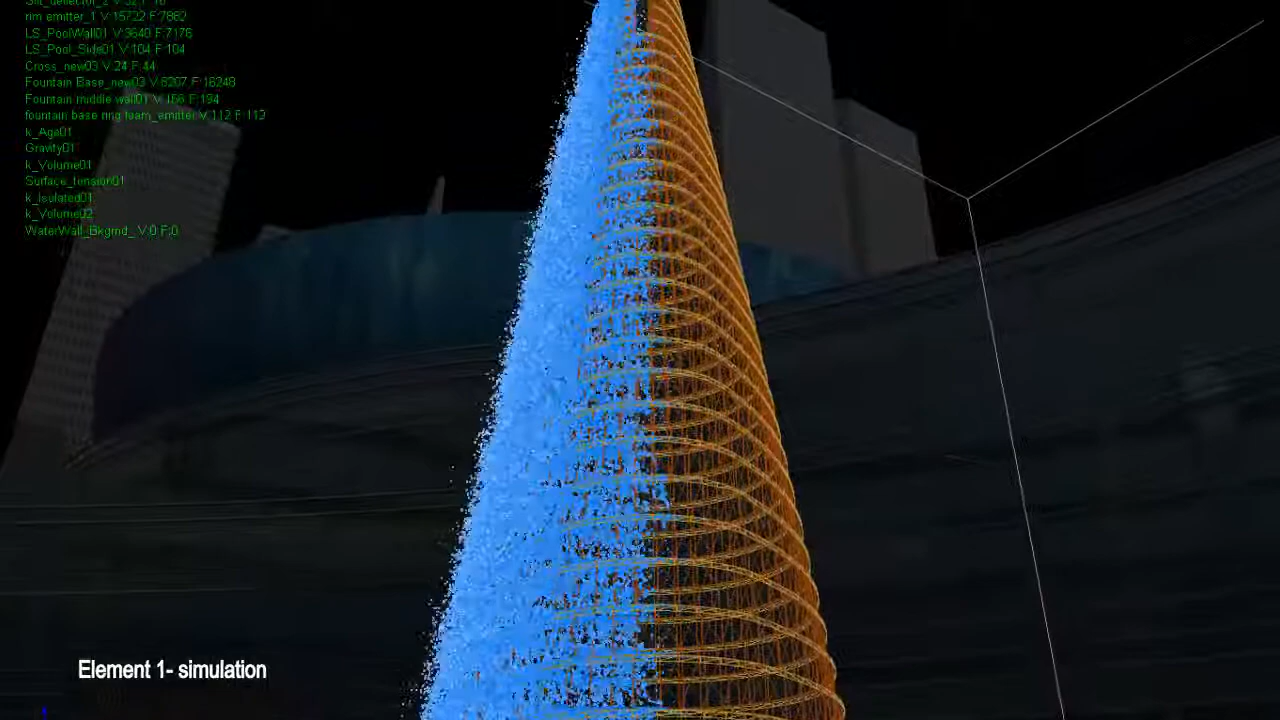 rim emitter_1 V:15722 F:7862
LS_PoolWall01 V:3640 F:7176
LS_Pool_Side01 V:104 F:104
Cross_new03 V:24 F:44
Fountain Base_new03 V:8207 F:16248
Fountain middle wall01 V:156 F:194
fountain base ring foam_emitter V:112 F:112
k_Age01
Gravity01
k_Volume01
Surface_tension01
k_Isolated01
k_Volume02
WaterWall_Bkgrnd_ V:0 F:0
Element 1- simulation